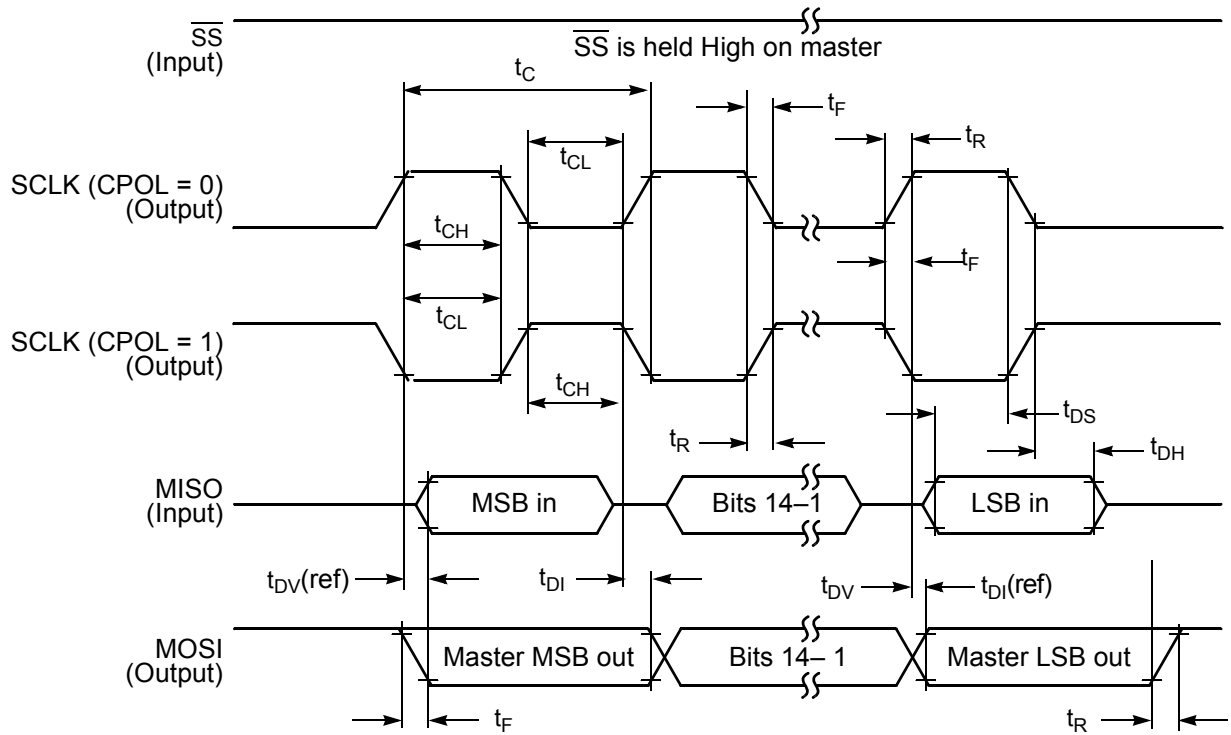 SS
(Input)
SS is held High on master
tC
tF
tR
tCL
SCLK (CPOL = 0)
(Output)
tCH
tF
tCL
SCLK (CPOL = 1)
(Output)
tCH
tDS
tR
tDH
MISO
(Input)
MSB in
Bits 14–1
LSB in
tDV(ref)
tDI
tDV
tDI(ref)
MOSI
(Output)
Master MSB out
Bits 14– 1
Master LSB out
tF
tR